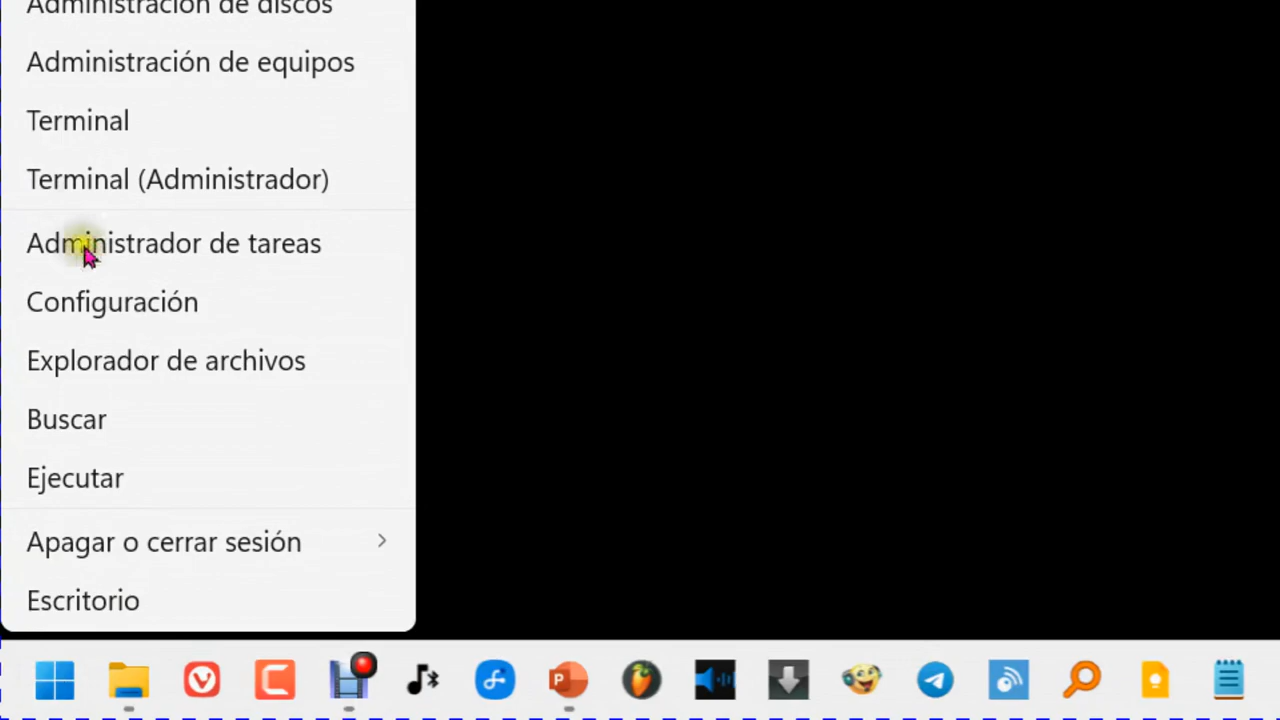 Administración de discos
Administración de equipos
Terminal
Terminal (Administrador)
Administrador de tareas
Configuración
Explorador de archivos
Buscar
Ejecutar
Apagar o cerrar sesión
Escritorio
P